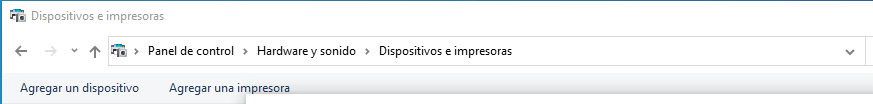 Dispositivos e impresoras
Panel de control > Hardware y sonido > Dispositivos e impresoras
Agregar un dispositivo Agregar una impresora